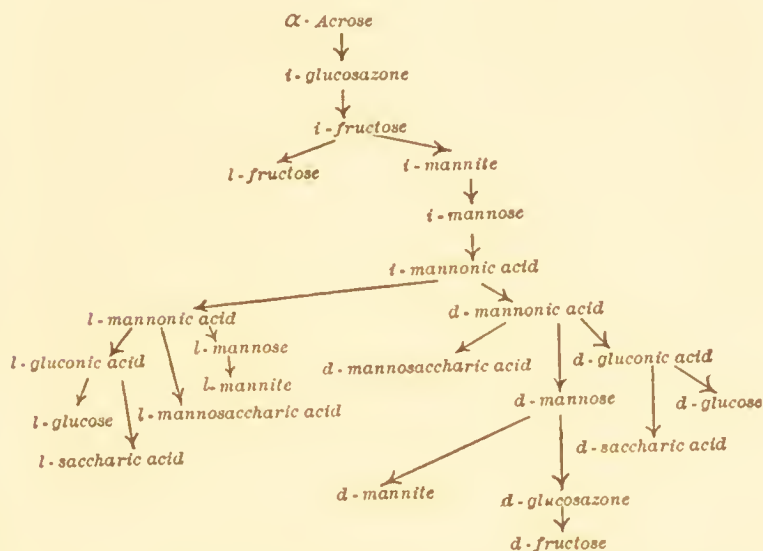 α - Acrose
i - glucosazone
i - fructose
l - fructose
i - mannite
i - mannose
i - mannonic acid
l - mannonic acid
d - mannonic acid
l - mannose
l - gluconic acid
d - mannosaccharic acid
d - gluconic acid
l - mannite
l - glucose
l - mannosaccharic acid
d - mannose
d - glucose
l - saccharic acid
d - saccharic acid
d - mannite
d - glucosazone
d - fructose